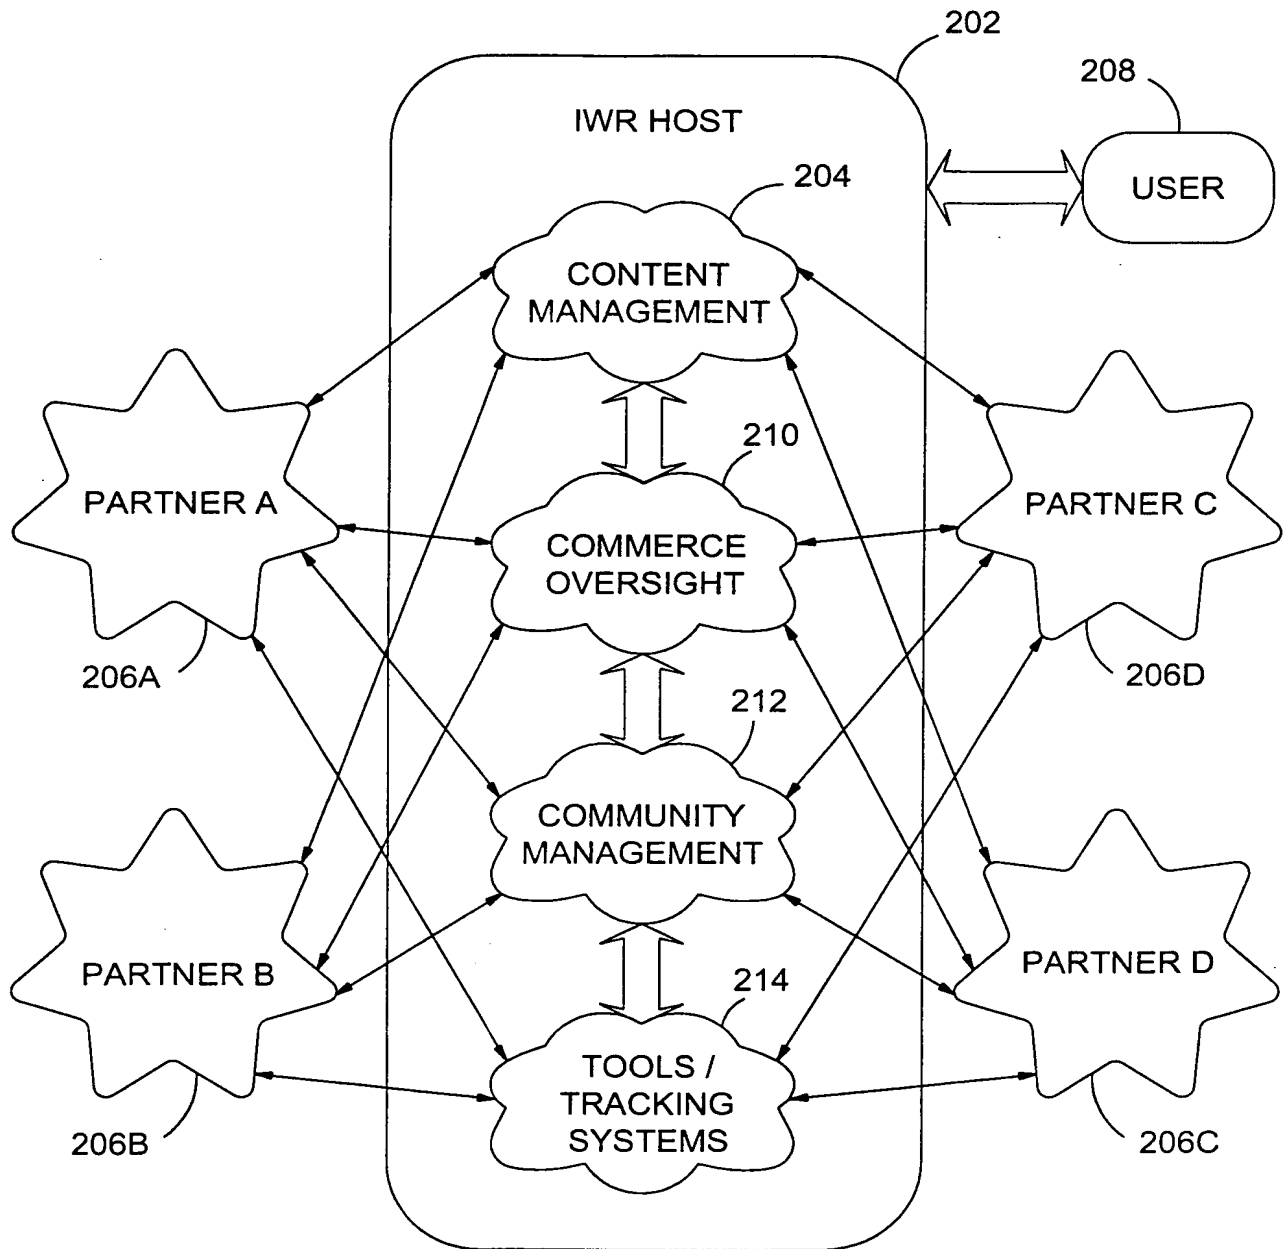 202
208
IWR HOST
USER
204
CONTENT
MANAGEMENT
210
PARTNER A
PARTNER C
COMMERCE
OVERSIGHT
206A
206D
212
COMMUNITY
MANAGEMENT
PARTNER B
PARTNER D
214
TOOLS /
TRACKING
SYSTEMS
206B
206C